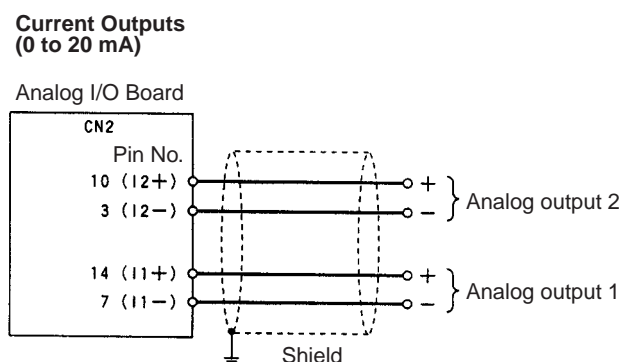 Current Outputs
(0 to 20 mA)
Analog I/O Board
CN2
Pin No.
10 (I2+) + Analog output 2
3 (I2−) −
14 (I1+) + Analog output 1
7 (I1−) −
Shield